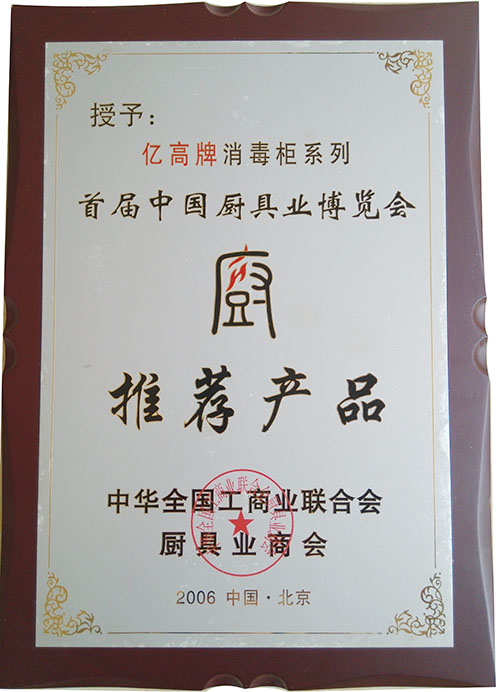 授予：
亿高牌消毒柜系列
首届中国厨具业博览会
厨
推荐产品
中华全国工商业联合会
厨具业商会
2006 中国·北京